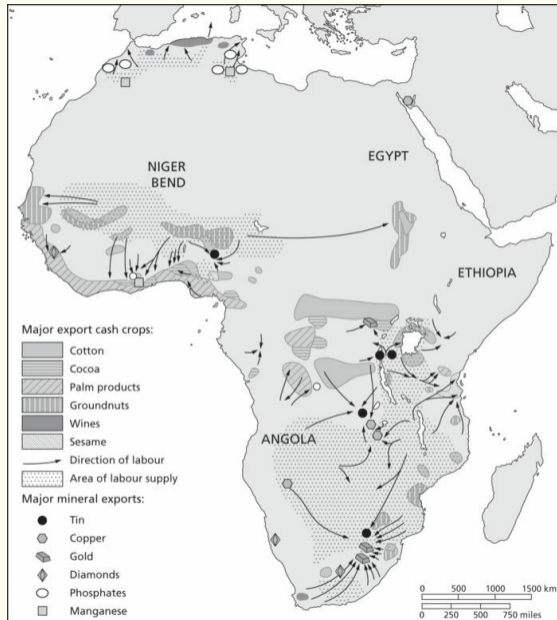 NIGER
BEND
EGYPT
ETHIOPIA
ANGOLA
Major export cash crops:
Cotton
Cocoa
Palm products
Groundnuts
Wines
Sesame
Direction of labour
Area of labour supply
Major mineral exports:
Tin
Copper
Gold
Diamonds
Phosphates
Manganese
0 500 1000 1500 km
0 250 500 750 miles